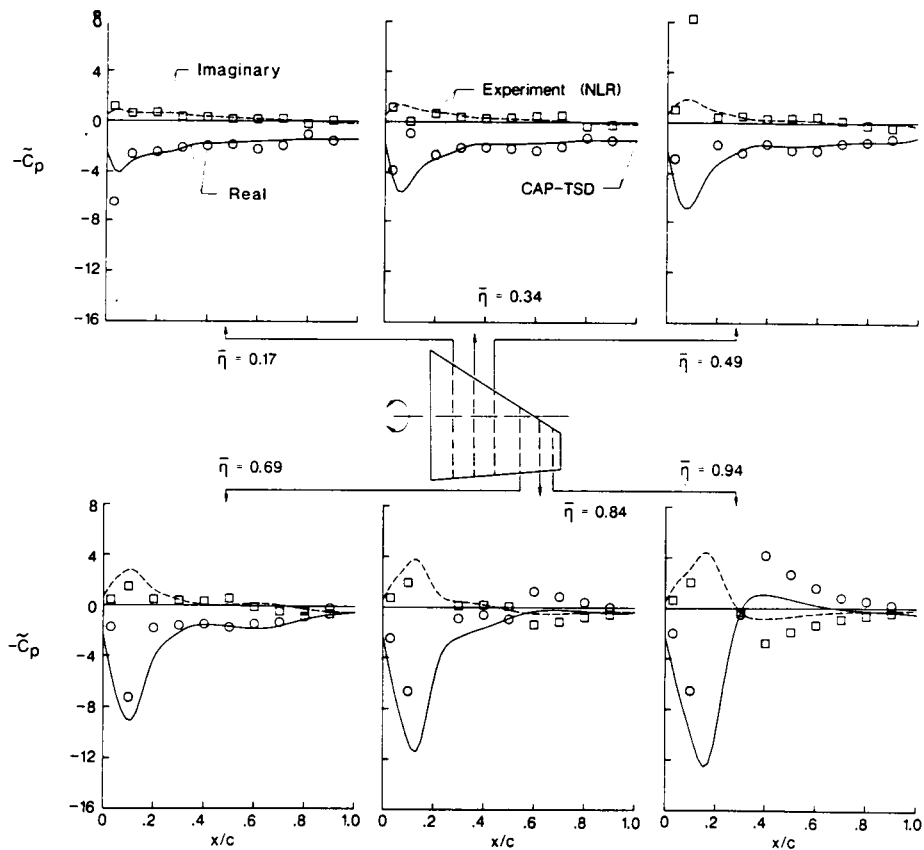 8
8
4
0
-4
-8
-12
-16
-C̃p
Imaginary
Real
Experiment (NLR)
CAP-TSD
η̄ = 0.17
η̄ = 0.34
η̄ = 0.49
η̄ = 0.69
η̄ = 0.84
η̄ = 0.94
8
4
0
-4
-8
-12
-16
-C̃p
0 .2 .4 .6 .8 1.0
x/c
0 .2 .4 .6 .8 1.0
x/c
0 .2 .4 .6 .8 1.0
x/c